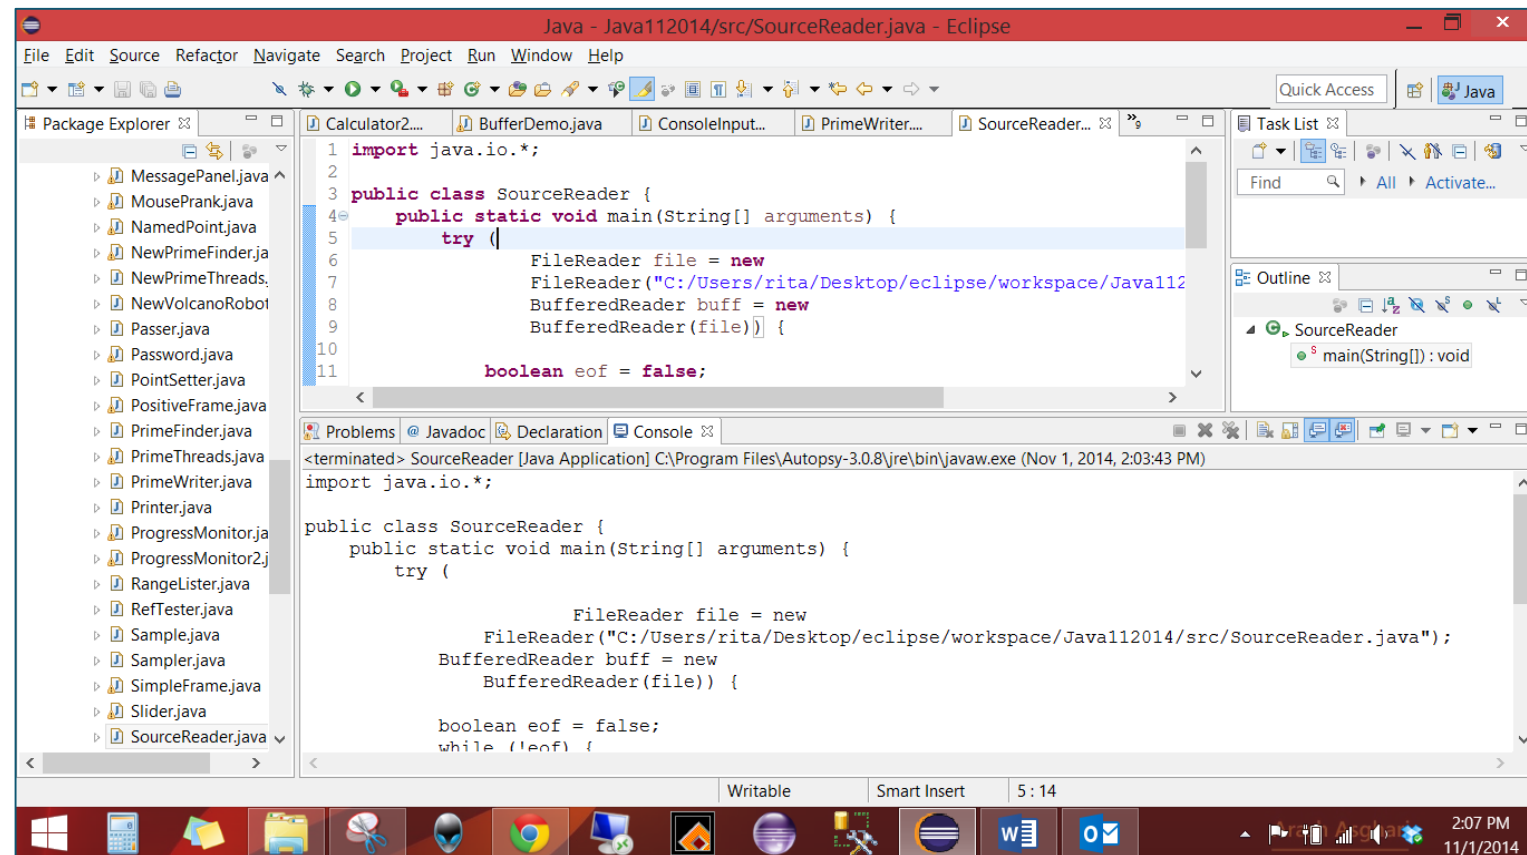 Java - Java112014/src/SourceReader.java - Eclipse
File Edit Source Refactor Navigate Search Project Run Window Help
Quick Access Java
Package Explorer
MessagePanel.java
MousePrank.java
NamedPoint.java
NewPrimeFinder.ja
NewPrimeThreads.
NewVolcanoRobot
Passer.java
Password.java
PointSetter.java
PositiveFrame.java
PrimeFinder.java
PrimeThreads.java
PrimeWriter.java
Printer.java
ProgressMonitor.ja
ProgressMonitor2.j
RangeLister.java
RefTester.java
Sample.java
Sampler.java
SimpleFrame.java
Slider.java
SourceReader.java
Calculator2.... BufferDemo.java ConsoleInput... PrimeWriter.... SourceReader... »9
1 import java.io.*;
2
3 public class SourceReader {
4 public static void main(String[] arguments) {
5 try (
6 FileReader file = new
7 FileReader("C:/Users/rita/Desktop/eclipse/workspace/Java112
8 BufferedReader buff = new
9 BufferedReader(file)) {
10
11 boolean eof = false;
Task List
Find All Activate...
Outline
SourceReader
S main(String[]) : void
Problems @ Javadoc Declaration Console
<terminated> SourceReader [Java Application] C:\Program Files\Autopsy-3.0.8\jre\bin\javaw.exe (Nov 1, 2014, 2:03:43 PM)
import java.io.*;
public class SourceReader {
public static void main(String[] arguments) {
try (
FileReader file = new
FileReader("C:/Users/rita/Desktop/eclipse/workspace/Java112014/src/SourceReader.java");
BufferedReader buff = new
BufferedReader(file)) {
boolean eof = false;
while (!eof) {
Writable Smart Insert 5 : 14
2:07 PM
11/1/2014